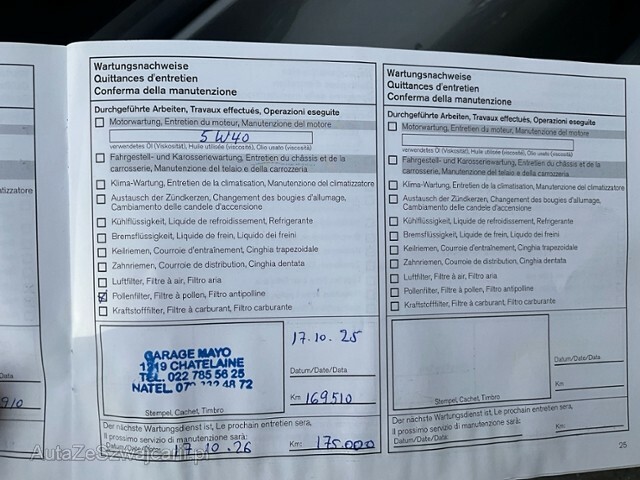 Wartungsnachweise
Quittances d'entretien
Conferma della manutenzione
Durchgeführte Arbeiten, Travaux effectués, Operazioni eseguite
Motorwartung, Entretien du moteur, Manutenzione del motore
5W40
verwendetes Öl (Viskosität), Huile utilisée (viscosité), Olio usato (viscosità)
Fahrgestell- und Karosseriewartung, Entretien du châssis et de la
carrosserie, Manutenzione del telaio e della carrozzeria
Klima-Wartung, Entretien de la climatisation, Manutenzione del climatizzatore
Austausch der Zündkerzen, Changement des bougies d'allumage,
Cambiamento delle candele d'accensione
Kühlflüssigkeit, Liquide de refroidissement, Refrigerante
Bremsflüssigkeit, Liquide de frein, Liquido dei freini
Keilriemen, Courroie d'entraînement, Cinghia trapezoidale
Zahnriemen, Courroie de distribution, Cinghia dentata
Luftfilter, Filtre à air, Filtro aria
Pollenfilter, Filtre à pollen, Filtro antipolline
Kraftstofffilter, Filtre à carburant, Filtro carburante
GARAGE MAYO
1219 CHATELAINE
TÉL. 022 785 56 25
NATEL 48 72
Stempel, Cachet, Timbro
17.10.25
Datum/Date/Data
Km: 169510
Der nächste Wartungsdienst ist, Le prochain entretien sera,
Il prossimo servizio di manutenzione sarà:
Datum/Date/Data 17.10.26 Km: 175.000
Wartungsnachweise
Quittances d'entretien
Conferma della manutenzione
Durchgeführte Arbeiten, Travaux effectués, Operazioni eseguite
Motorwartung, Entretien du moteur, Manutenzione del motore
verwendetes Öl (Viskosität), Huile utilisée (viscosité), Olio usato (viscosità)
Fahrgestell- und Karosseriewartung, Entretien du châssis et de la
carrosserie, Manutenzione del telaio e della carrozzeria
Klima-Wartung, Entretien de la climatisation, Manutenzione del climatizzatore
Austausch der Zündkerzen, Changement des bougies d'allumage,
Cambiamento delle candele d'accensione
Kühlflüssigkeit, Liquide de refroidissement, Refrigerante
Bremsflüssigkeit, Liquide de frein, Liquido dei freini
Keilriemen, Courroie d'entraînement, Cinghia trapezoidale
Zahnriemen, Courroie de distribution, Cinghia dentata
Luftfilter, Filtre à air, Filtro aria
Pollenfilter, Filtre à pollen, Filtro antipolline
Kraftstofffilter, Filtre à carburant, Filtro carburante
Stempel, Cachet, Timbro
Datum/Date/Data
Km:
Der nächste Wartungsdienst ist, Le prochain entretien sera,
Il prossimo servizio di manutenzione sarà:
Datum/Date/Data Km:
25
atizzatore
Data
910
AutaZeSzwajcarii.pl